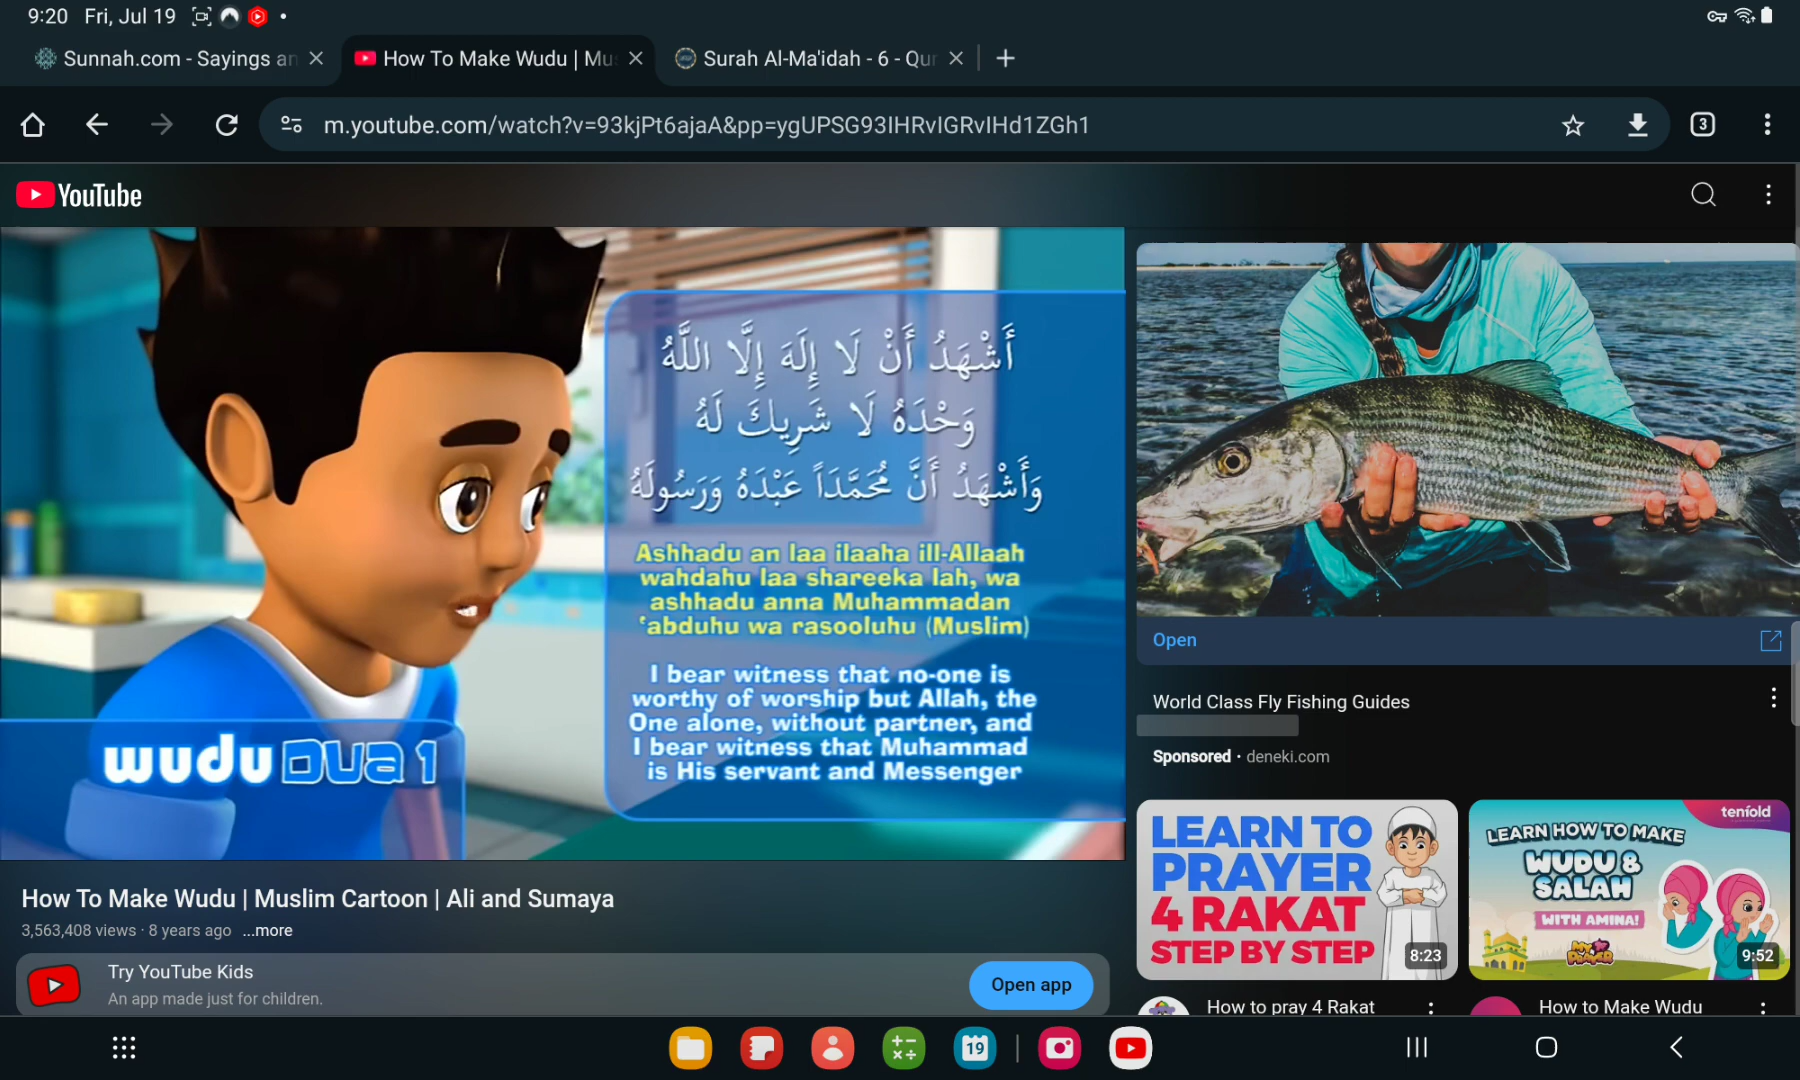 9:20 Fri, Jul 19
Sunnah.com - Sayings an
How To Make Wudu | Mus
Surah Al-Ma'idah - 6 - Qur
m.youtube.com/watch?v=93kjPt6ajaA&pp=ygUPSG93IHRvIGRvIHd1ZGh1
3
YouTube
أَشْهَدُ أَنْ لَا إِلَهَ إِلَّا اللَّهُ
وَحْدَهُ لَا شَرِيكَ لَهُ
وَأَشْهَدُ أَنَّ مُحَمَّدَاً عَبْدَهُ وَرَسُولَهُ
Ashhadu an laa ilaaha ill-Allaah
wahdahu laa shareeka lah, wa
ashhadu anna Muhammadan
'abduhu wa rasooluhu (Muslim)
I bear witness that no-one is
worthy of worship but Allah, the
One alone, without partner, and
I bear witness that Muhammad
is His servant and Messenger
wudu Dua 1
How To Make Wudu | Muslim Cartoon | Ali and Sumaya
3,563,408 views · 8 years ago ...more
Try YouTube Kids
An app made just for children.
Open app
Open
World Class Fly Fishing Guides
Sponsored · deneki.com
LEARN TO
PRAYER
4 RAKAT
STEP BY STEP
8:23
tenfold
LEARN HOW TO MAKE
WUDU &
SALAH
WITH AMINA!
MY PRAYER
9:52
How to pray 4 Rakat
How to Make Wudu
19